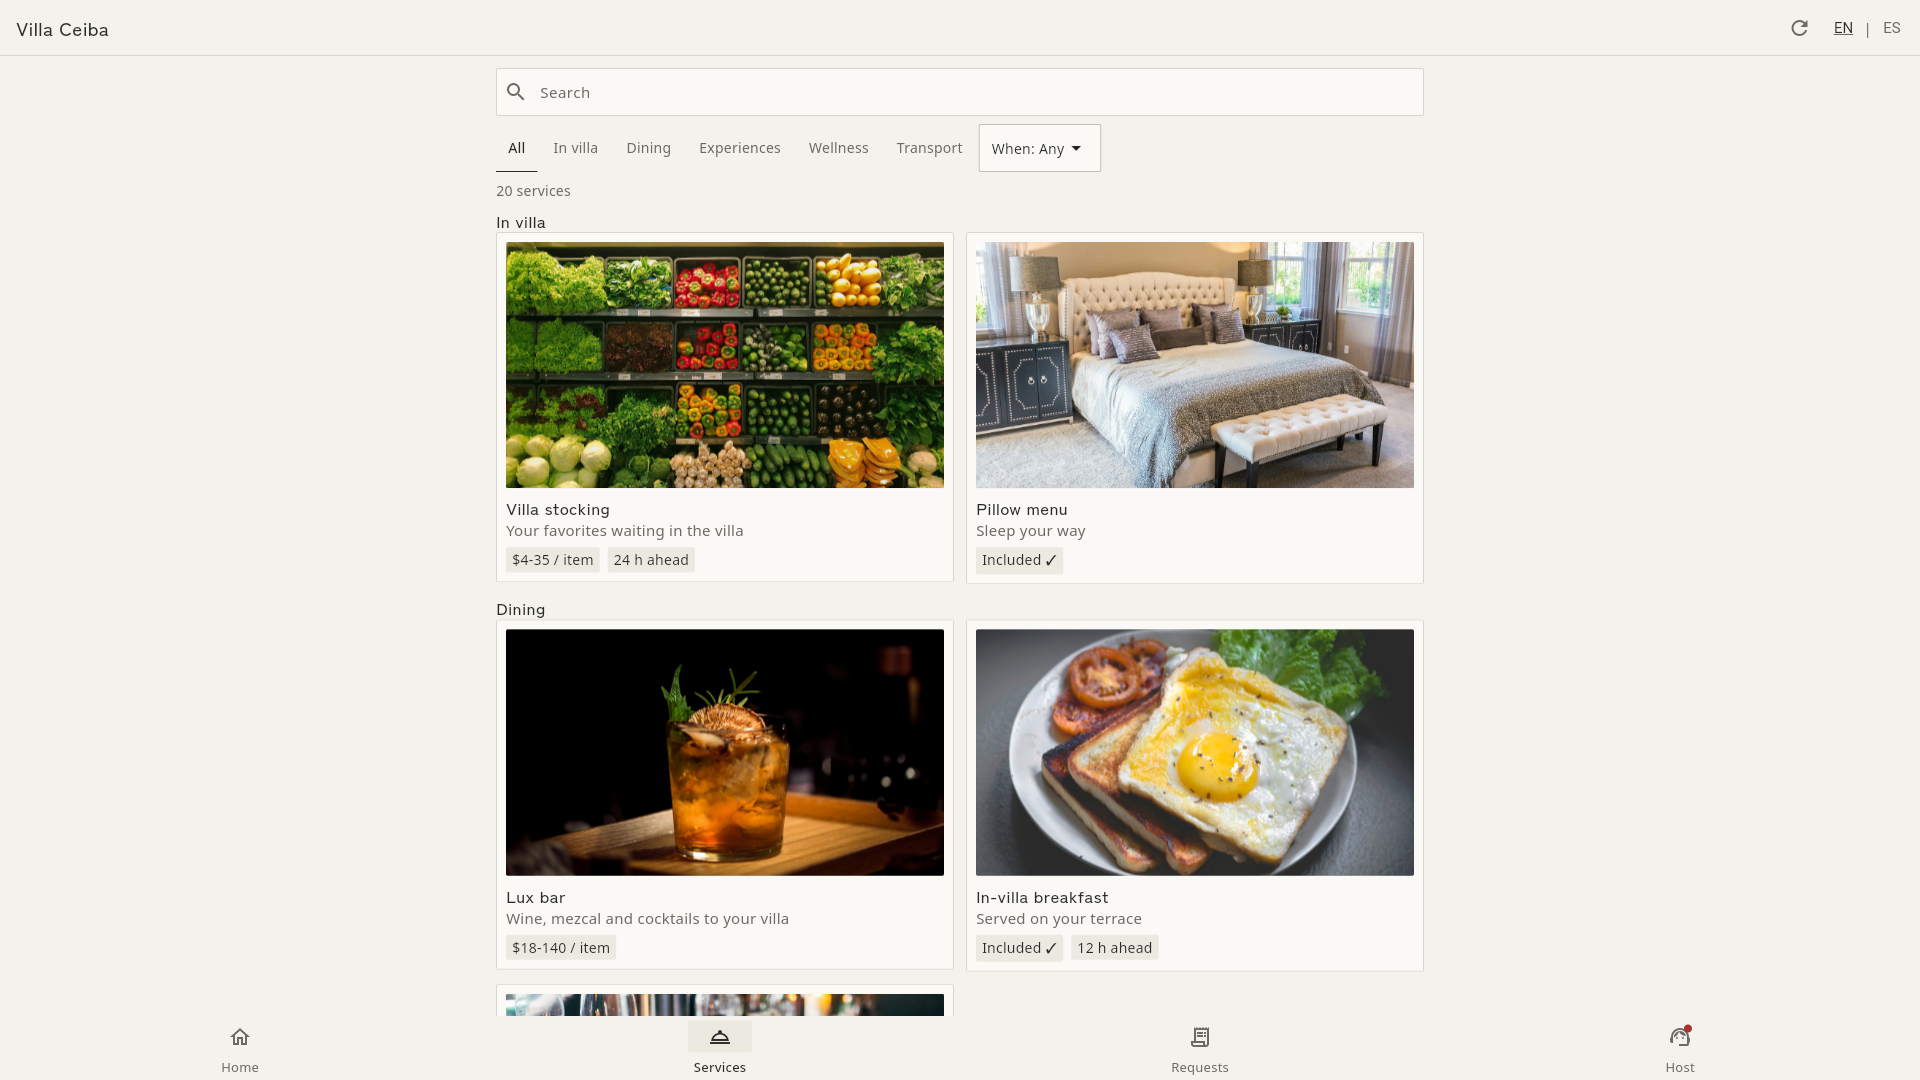 Villa Ceiba
EN | ES
Search
All In villa Dining Experiences Wellness Transport When: Any
20 services
In villa
Villa stocking
Your favorites waiting in the villa
$4-35 / item 24 h ahead
Pillow menu
Sleep your way
Included ✓
Dining
Lux bar
Wine, mezcal and cocktails to your villa
$18-140 / item
In-villa breakfast
Served on your terrace
Included ✓ 12 h ahead
Home Services Requests Host